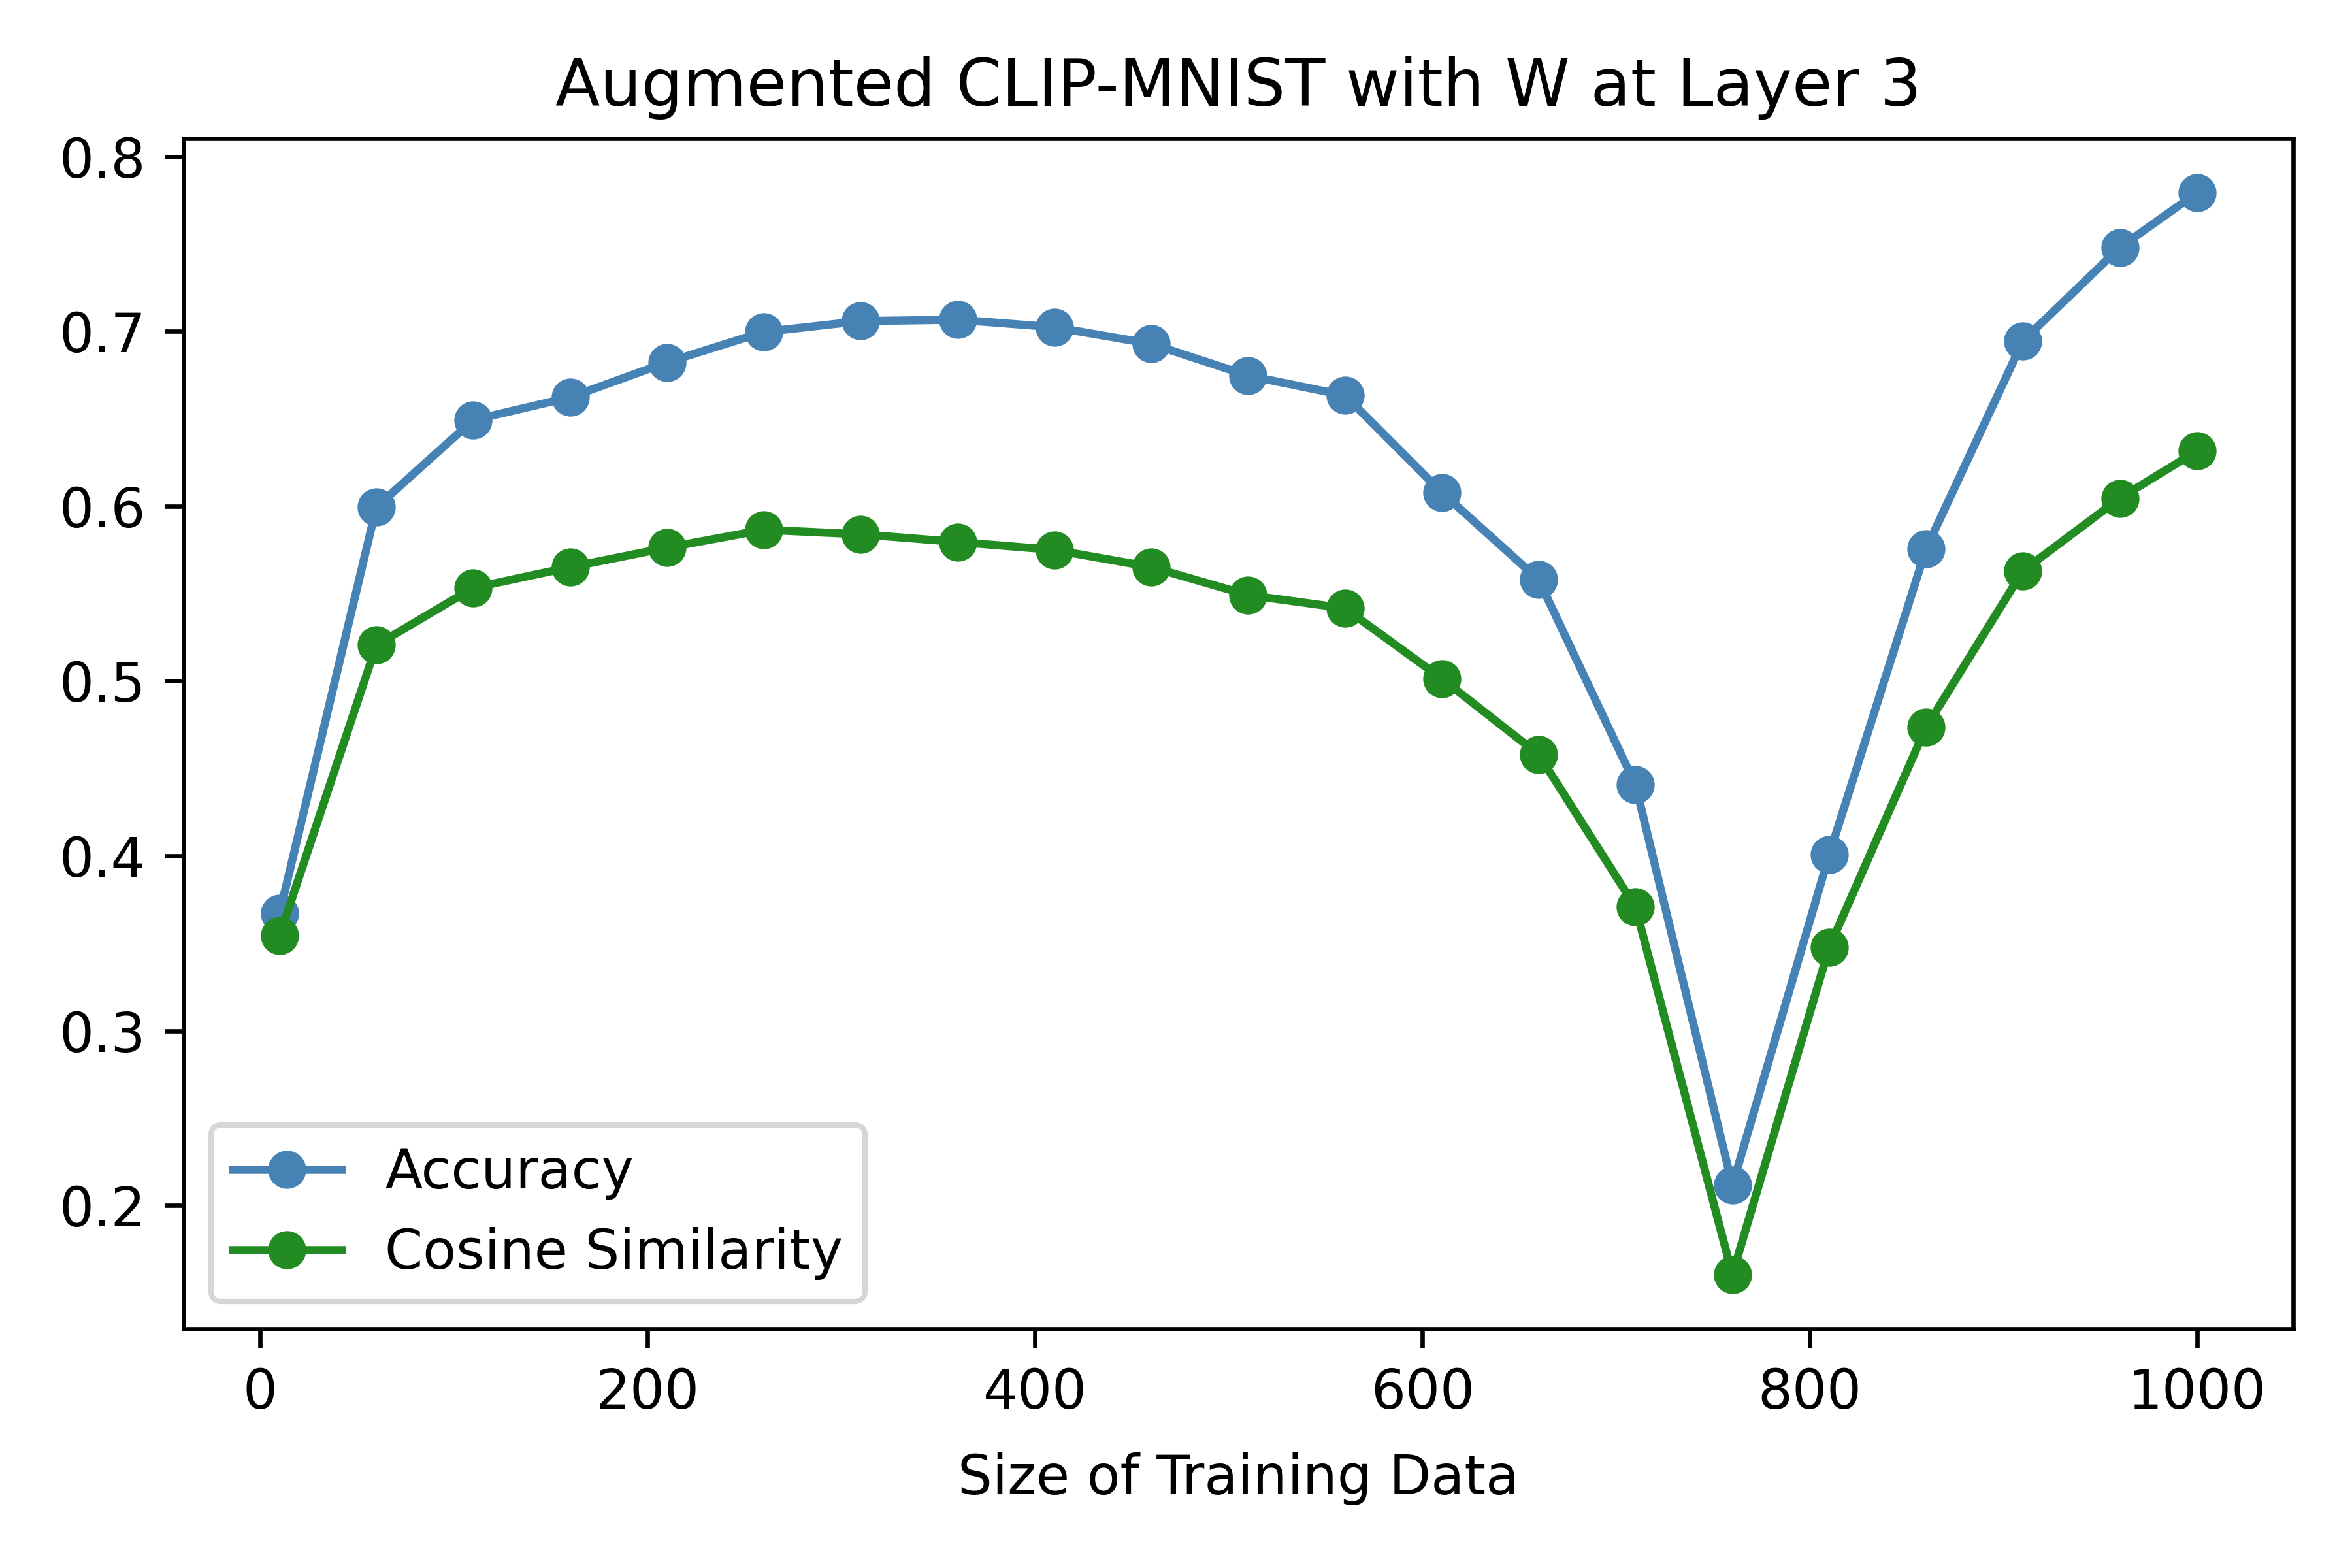 Augmented CLIP-MNIST with W at Layer 3
0.8
0.7
0.6
0.5
0.4
0.3
0.2
Accuracy
Cosine Similarity
0 200 400 600 800 1000
Size of Training Data